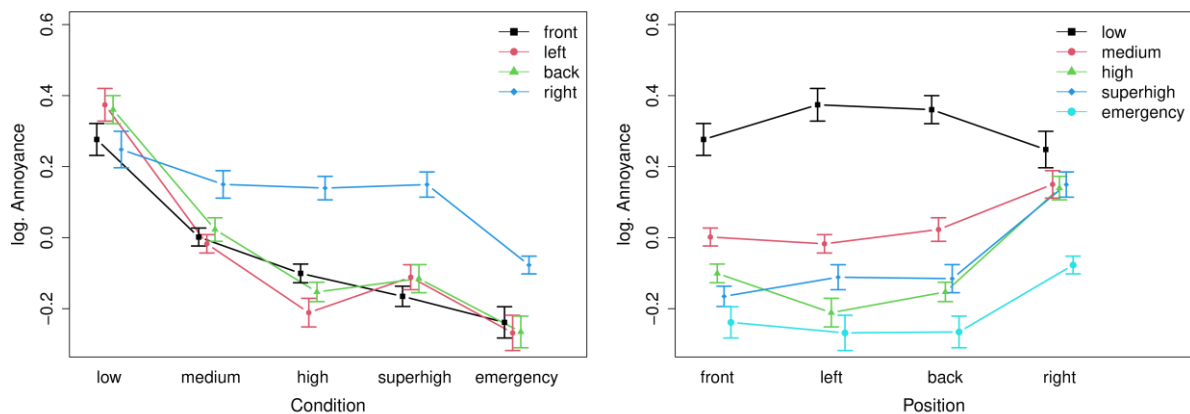 log. Annoyance
0.6
0.4
0.2
0.0
−0.2
front
left
back
right
low medium high superhigh emergency
Condition
log. Annoyance
0.6
0.4
0.2
0.0
−0.2
low
medium
high
superhigh
emergency
front left back right
Position